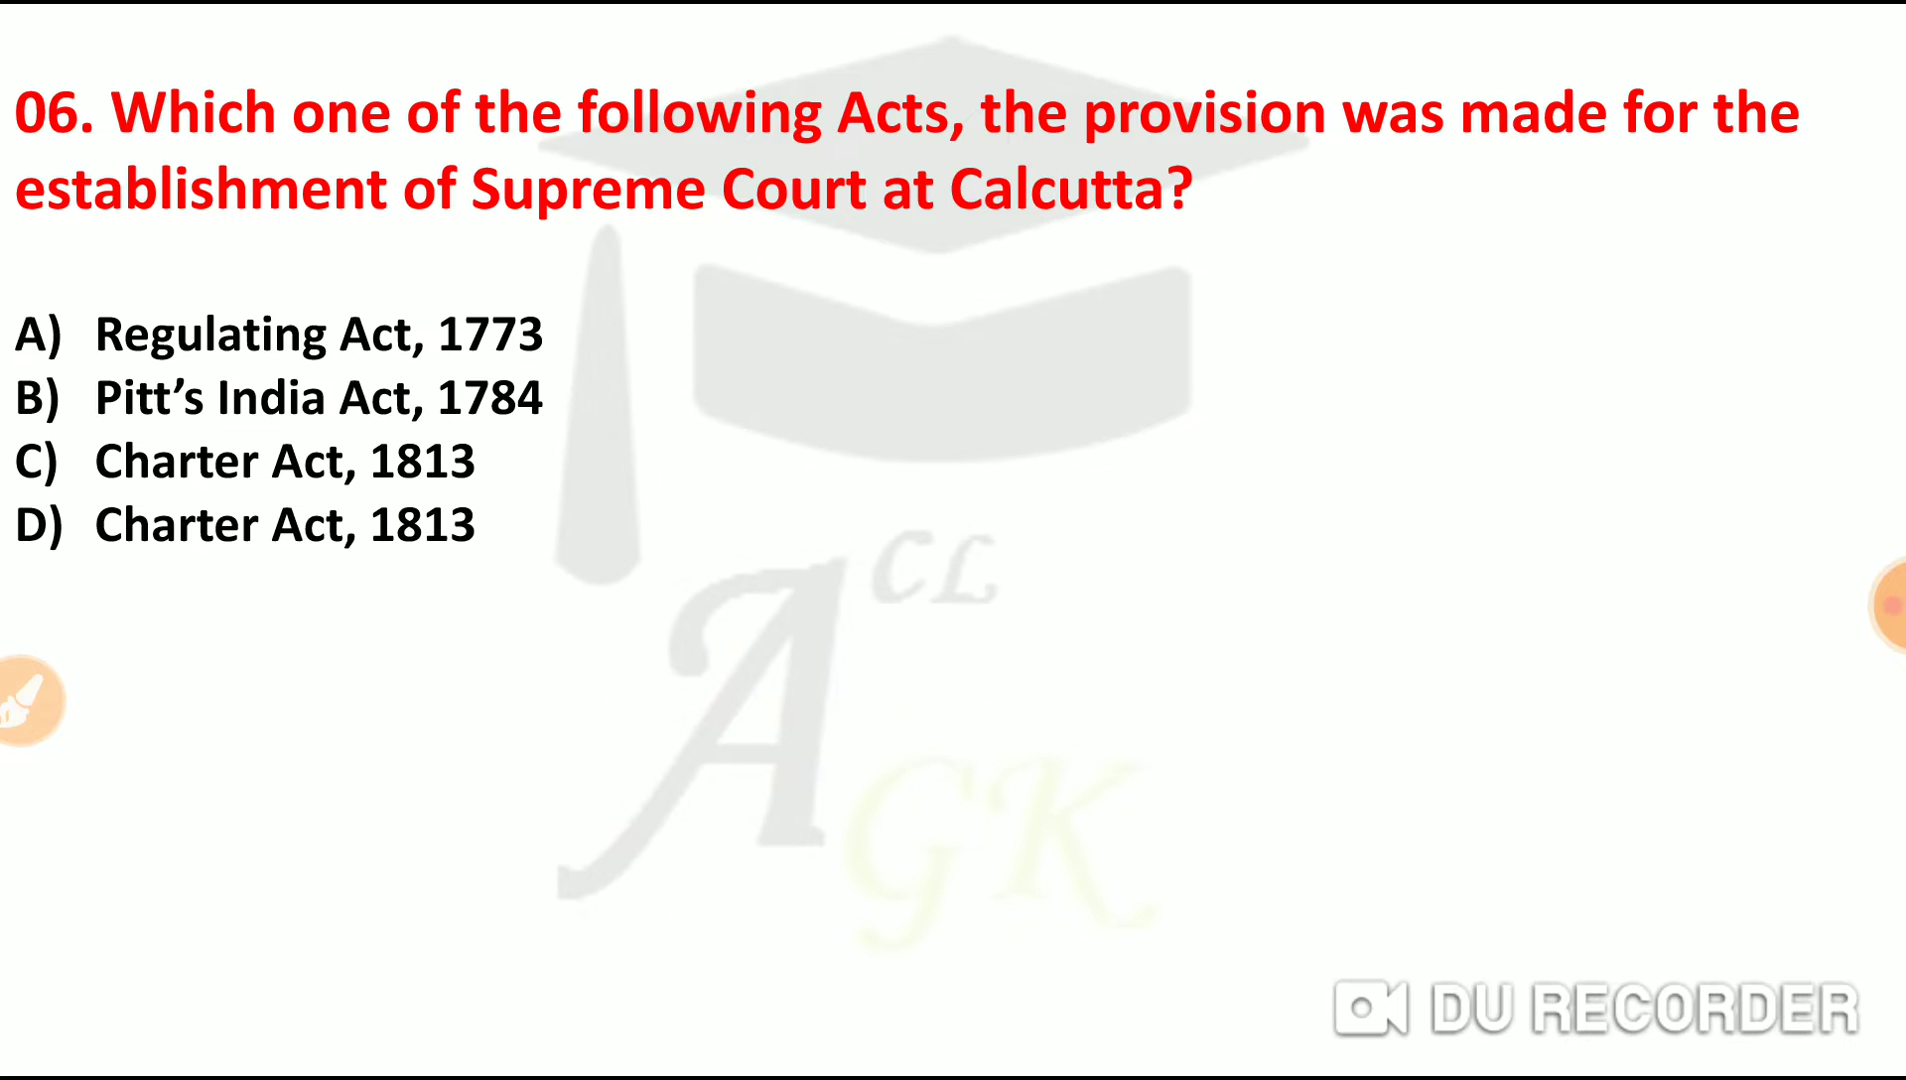 06. Which one of the following Acts, the provision was made for the
establishment of Supreme Court at Calcutta?
A) Regulating Act, 1773
B) Pitt’s India Act, 1784
C) Charter Act, 1813
D) Charter Act, 1813
A CL
GK
DU RECORDER